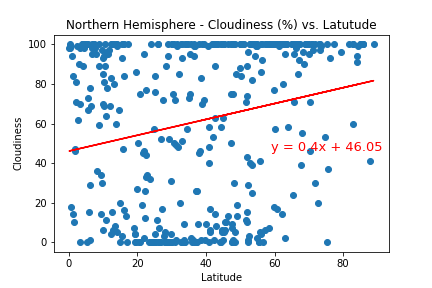 Northern Hemisphere - Cloudiness (%) vs. Latutude
100
80
60
40
20
0
Cloudiness
y = 0.4x + 46.05
0 20 40 60 80
Latitude